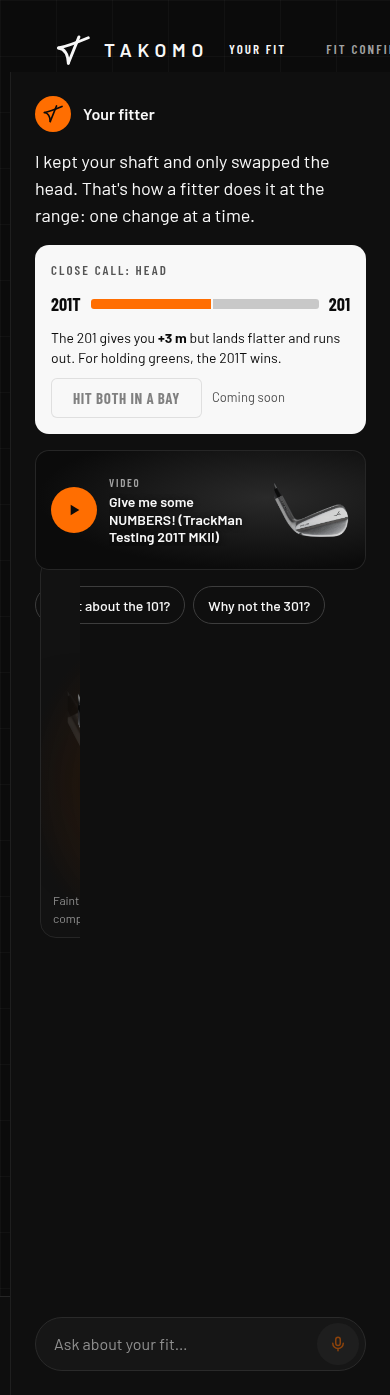 TAKOMO
YOUR FIT
FIT CONFI
Your fitter
I kept your shaft and only swapped the
head. That's how a fitter does it at the
range: one change at a time.
CLOSE CALL: HEAD
201T
201
The 201 gives you +3 m but lands flatter and runs
out. For holding greens, the 201T wins.
HIT BOTH IN A BAY
Coming soon
VIDEO
Give me some
NUMBERS! (TrackMan
Testing 201T MKII)
t about the 101?
Why not the 301?
Faint
comp
Ask about your fit...